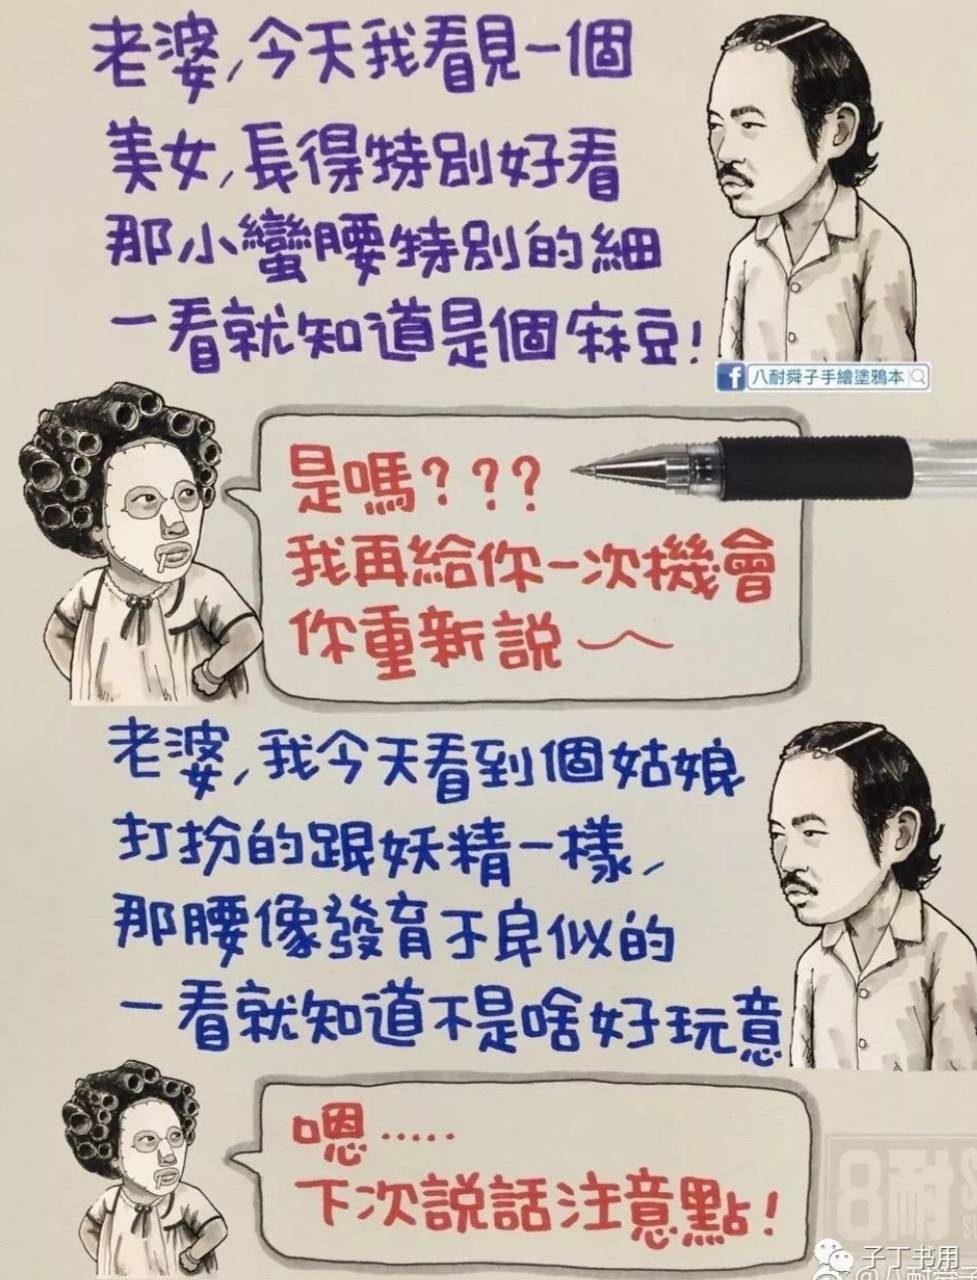 老婆,今天我看見一個
美女,長得特別好看
那小蠻腰特別的細
一看就知道是個麻豆!
八耐舜子手繪塗鴉本
是嗎???
我再給你一次機會
你重新說
老婆,我今天看到個姑娘
打扮的跟妖精一樣,
那腰像發育不良似的
一看就知道不是啥好玩意
嗯.....
下次說話注意點!
8耐
子丁书用